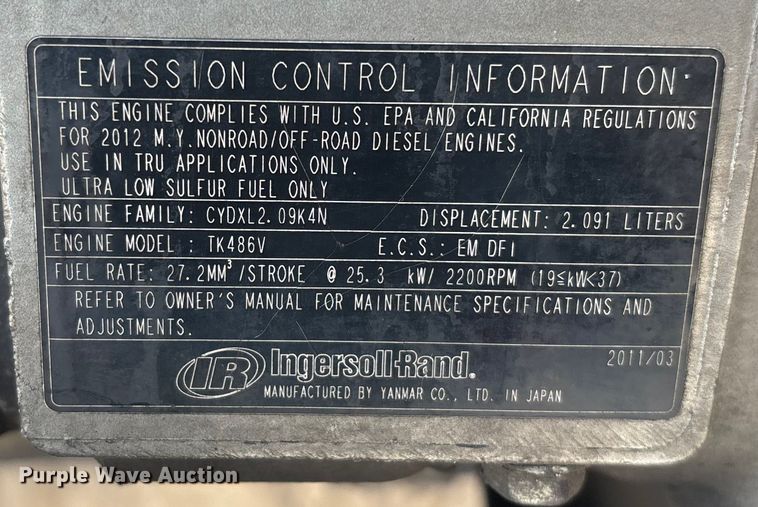 EMISSION CONTROL INFORMATION
THIS ENGINE COMPLIES WITH U.S. EPA AND CALIFORNIA REGULATIONS
FOR 2012 M.Y.NONROAD/OFF-ROAD DIESEL ENGINES.
USE IN TRU APPLICATIONS ONLY.
ULTRA LOW SULFUR FUEL ONLY
ENGINE FAMILY: CYDXL2.09K4N DISPLACEMENT: 2.091 LITERS
ENGINE MODEL : TK486V E.C.S.: EM DFI
FUEL RATE: 27.2MM³/STROKE @ 25.3 kW/ 2200RPM (19≦kW<37)
REFER TO OWNER'S MANUAL FOR MAINTENANCE SPECIFICATIONS AND
ADJUSTMENTS.
IR Ingersoll-Rand® 2011/03
MANUFACTURED BY YANMAR CO., LTD. IN JAPAN
Purple Wave Auction